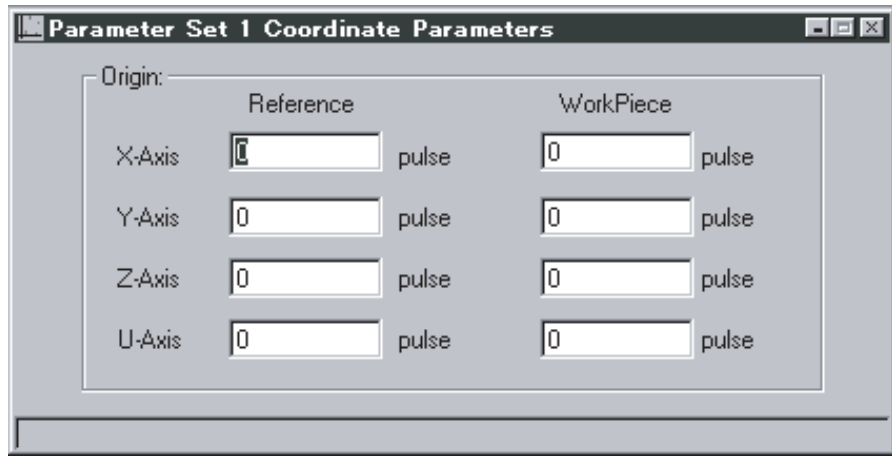 Parameter Set 1 Coordinate Parameters
Origin:
Reference WorkPiece
X-Axis 0 pulse 0 pulse
Y-Axis 0 pulse 0 pulse
Z-Axis 0 pulse 0 pulse
U-Axis 0 pulse 0 pulse